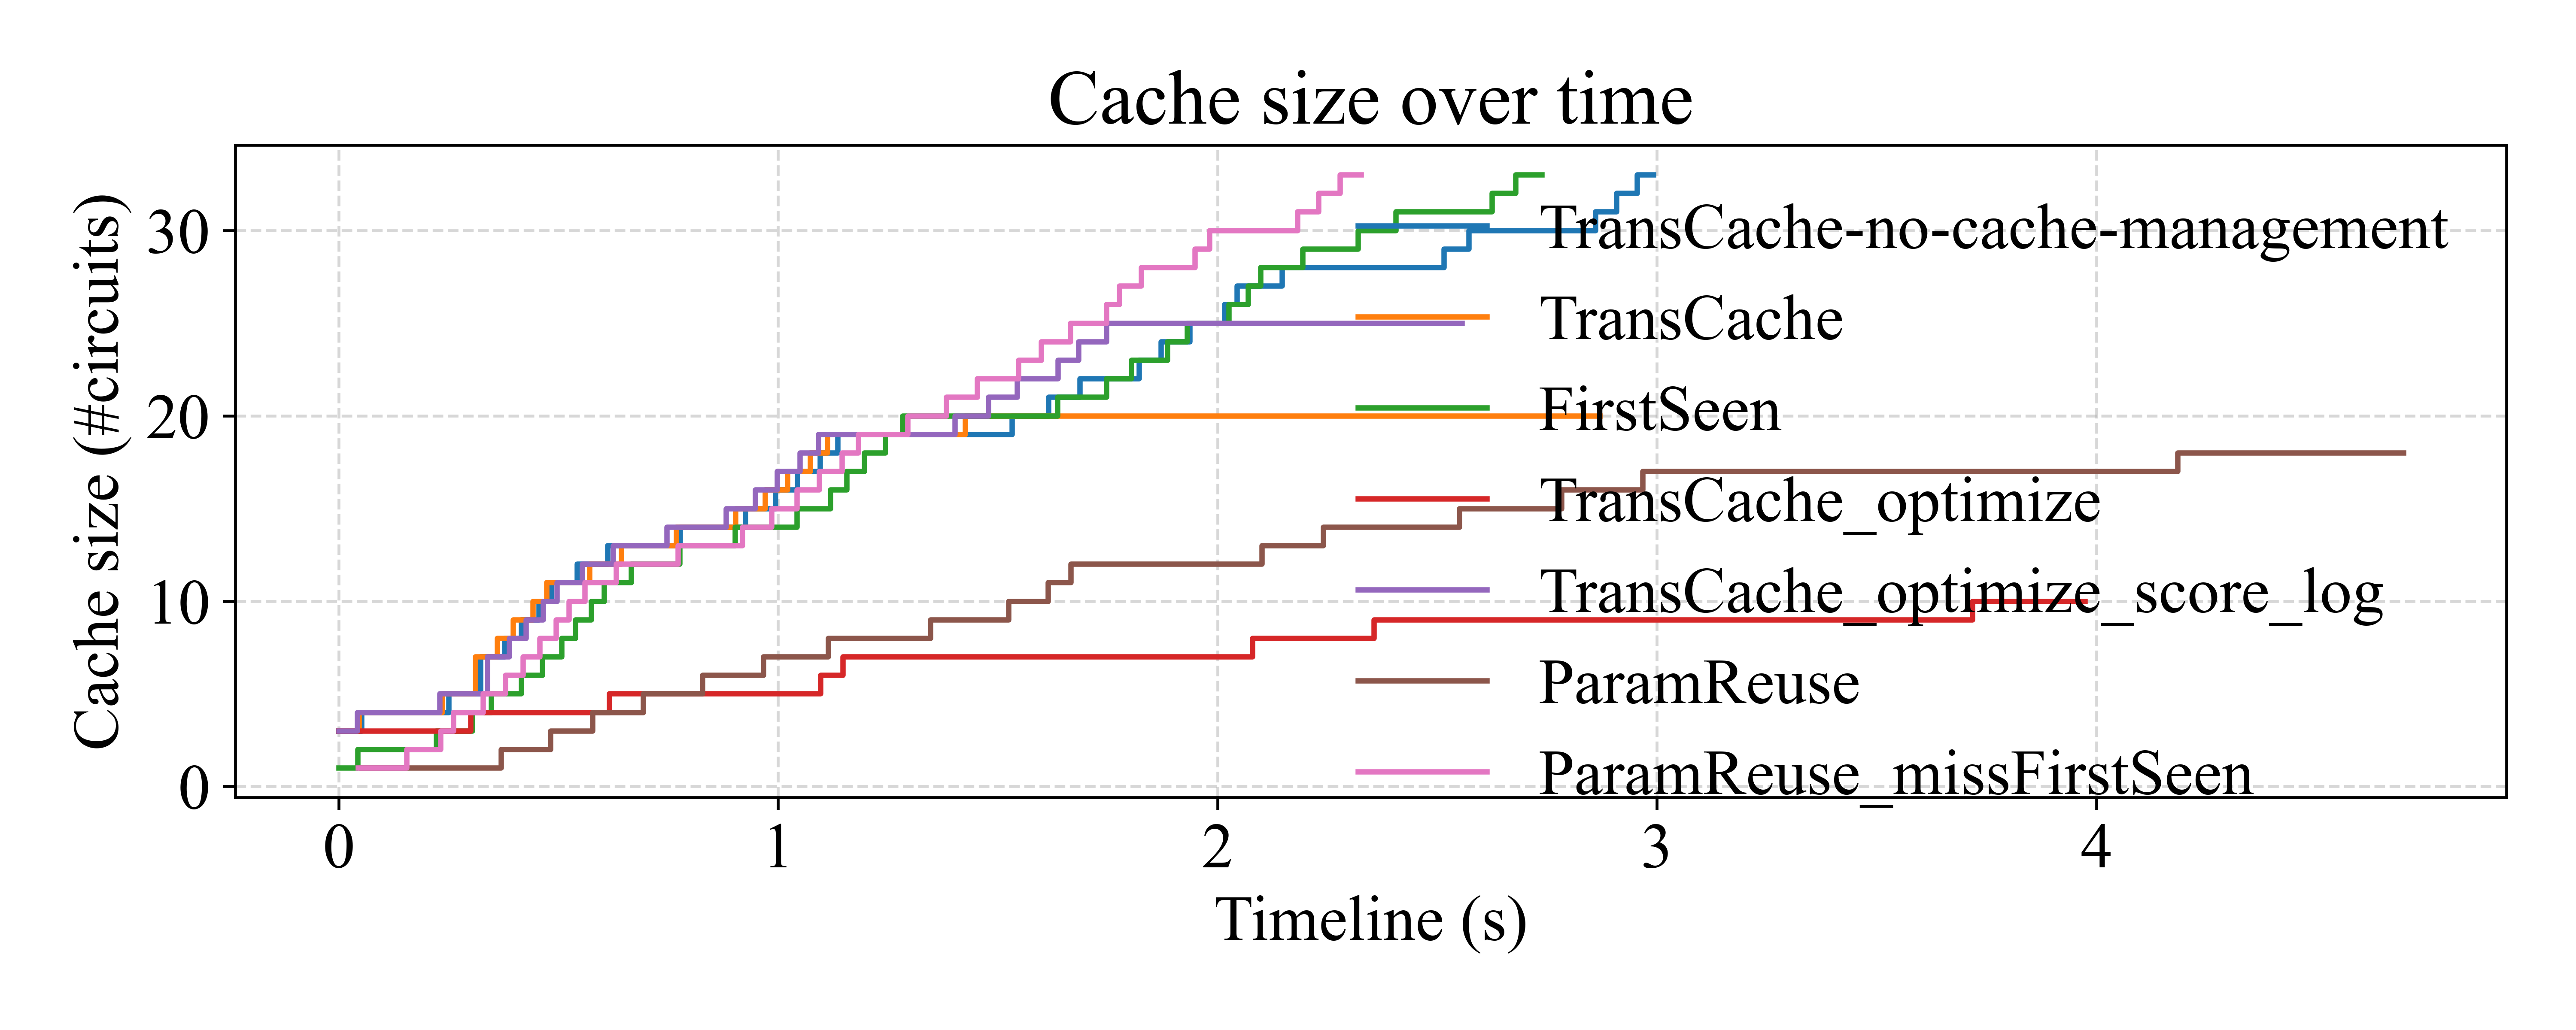 Cache size over time
Cache size (#circuits)
30
20
10
0
TransCache-no-cache-management
TransCache
FirstSeen
TransCache_optimize
TransCache_optimize_score_log
ParamReuse
ParamReuse_missFirstSeen
0 1 2 3 4
Timeline (s)